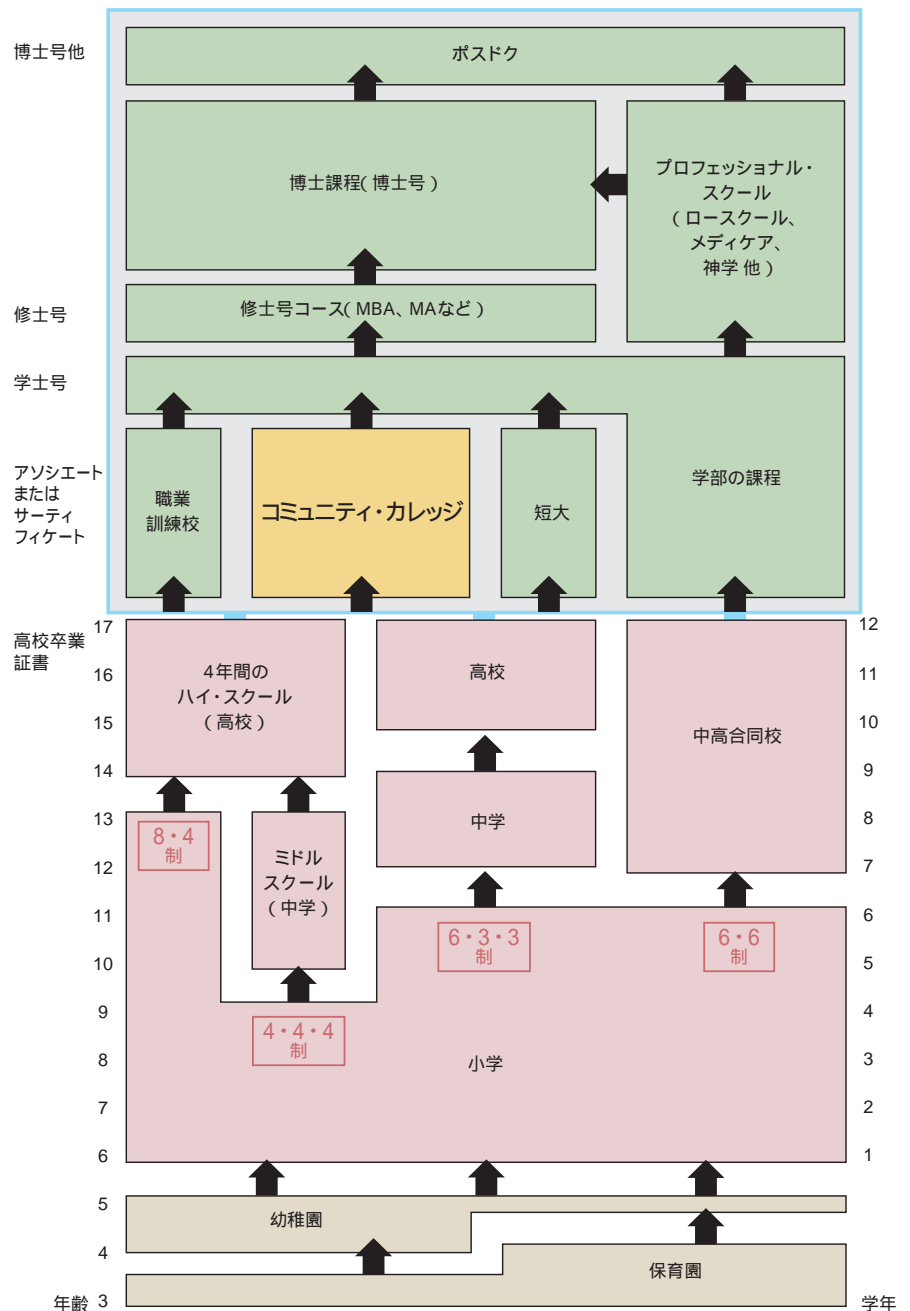 博士号他
ポスドク
博士課程(博士号)
プロフェッショナル・
スクール
(ロースクール、
メディケア、
神学 他)
修士号
修士号コース(MBA、MAなど)
学士号
アソシエート
または
サーティ
フィケート
職業
訓練校
コミュニティ・カレッジ
短大
学部の課程
高校卒業
証書
17
16
15
14
13
12
11
10
9
8
7
6
5
4
年齢 3
4年間の
ハイ・スクール
(高校)
高校
中高合同校
中学
ミドル
スクール
(中学)
8・4
制
4・4・4
制
6・3・3
制
6・6
制
小学
幼稚園
保育園
12
11
10
9
8
7
6
5
4
3
2
1
学年